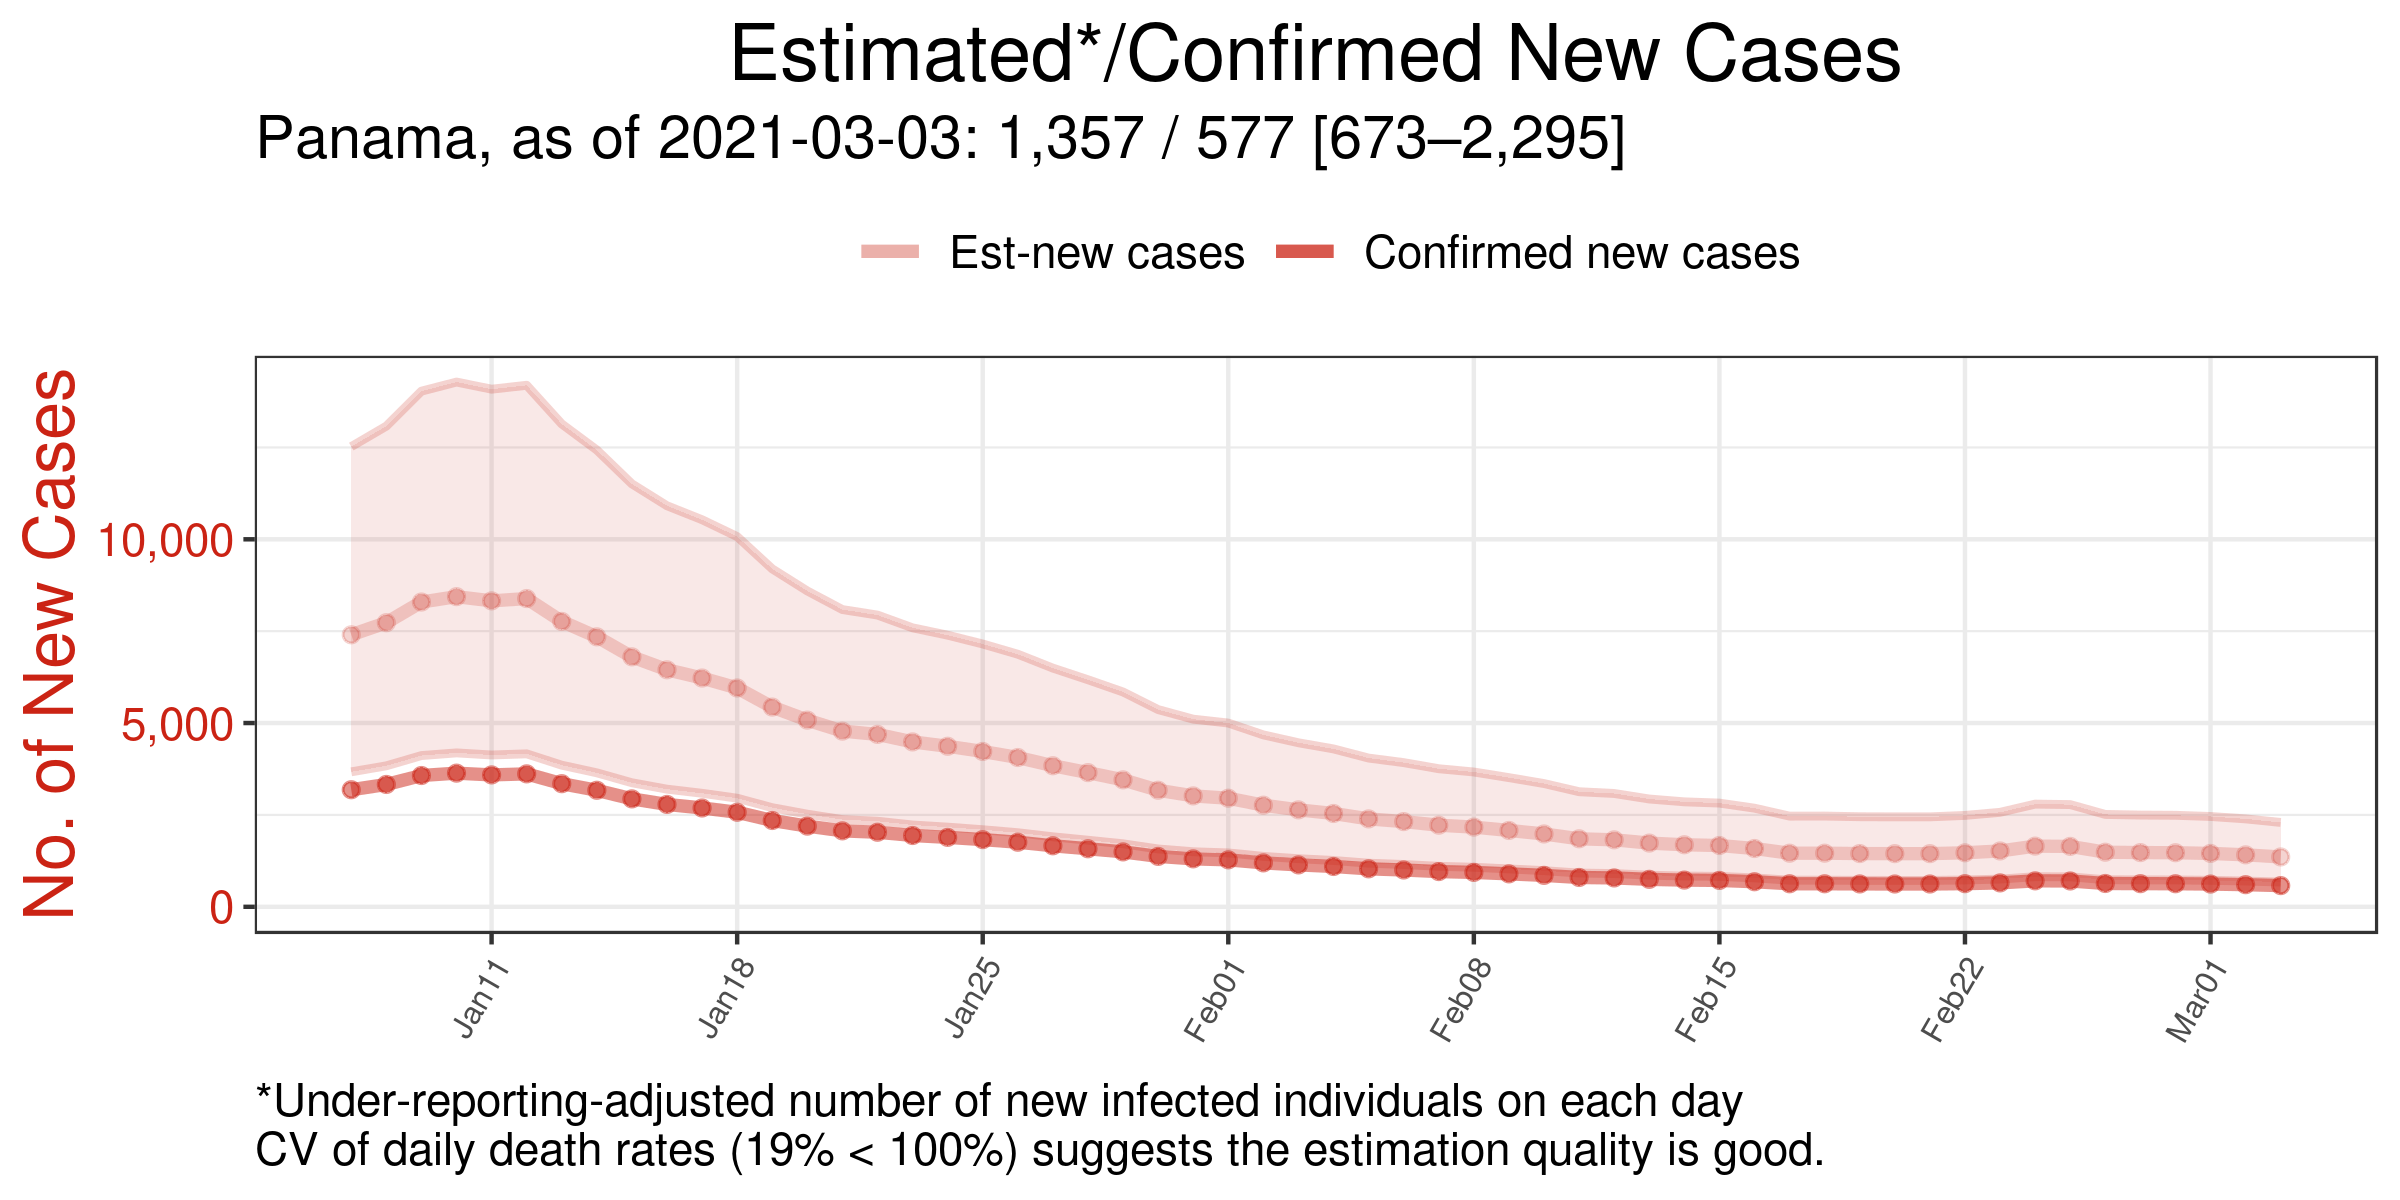 Estimated*/Confirmed New Cases
Panama, as of 2021-03-03: 1,357 / 577 [673–2,295]
Est-new cases Confirmed new cases
No. of New Cases
10,000
5,000
0
Jan11 Jan18 Jan25 Feb01 Feb08 Feb15 Feb22 Mar01
*Under-reporting-adjusted number of new infected individuals on each day
CV of daily death rates (19% < 100%) suggests the estimation quality is good.